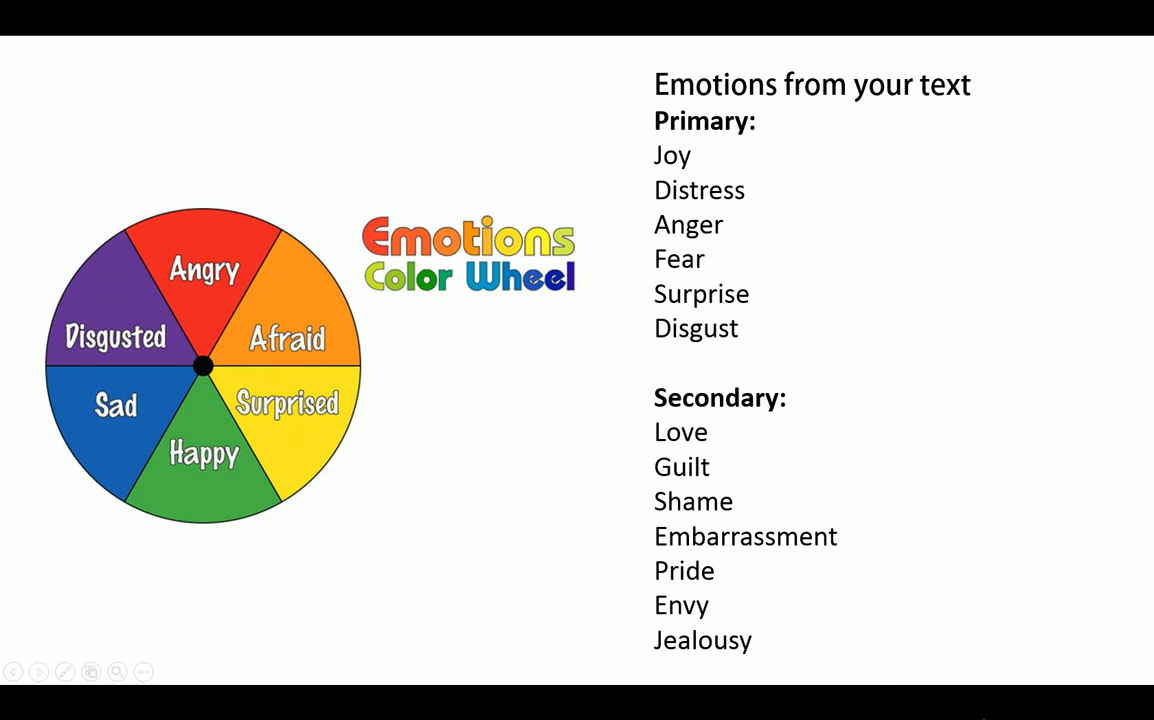 Emotions
Color Wheel
Angry
Afraid
Surprised
Happy
Sad
Disgusted
Emotions from your text
Primary:
Joy
Distress
Anger
Fear
Surprise
Disgust
Secondary:
Love
Guilt
Shame
Embarrassment
Pride
Envy
Jealousy